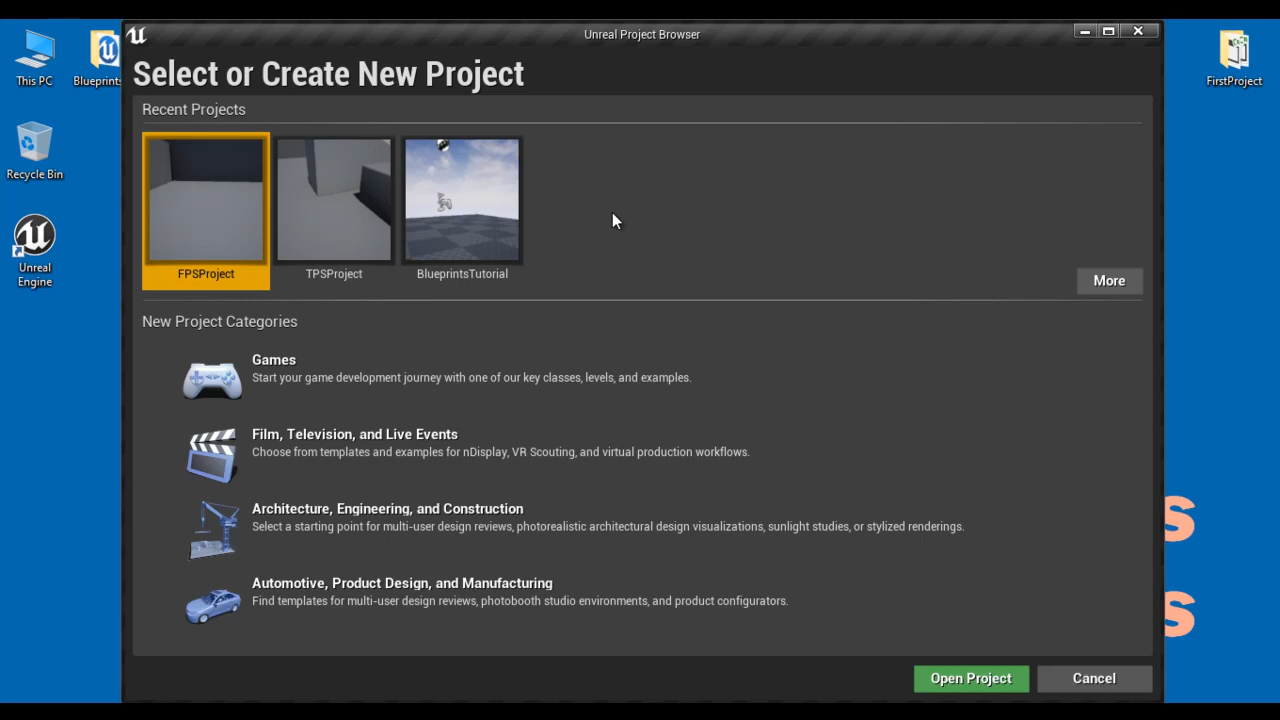 Unreal Project Browser
This PC
Select or Create New Project
FirstProject
Recent Projects
Recycle Bin
Unreal
Engine
FPSProject
TPSProject
BlueprintsTutorial
More
New Project Categories
Games
Start your game development journey with one of our key classes, levels, and examples.
Film, Television, and Live Events
Choose from templates and examples for nDisplay, VR Scouting, and virtual production workflows.
Architecture, Engineering, and Construction
Select a starting point for multi-user design reviews, photorealistic architectural design visualizations, sunlight studies, or stylized renderings.
s
Automotive, Product Design, and Manufacturing
Find templates for multi-user design reviews, photobooth studio environments, and product configurators.
s
Open Project
Cancel